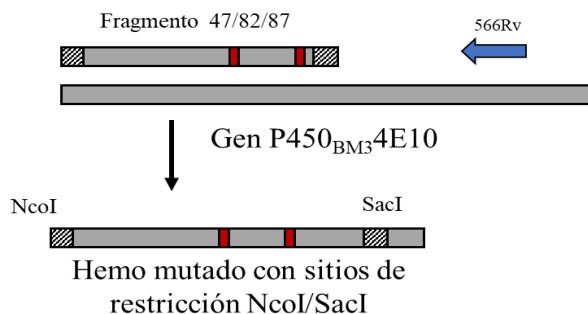 Fragmento 47/82/87
566Rv
Gen P450BM34E10
NcoI
SacI
Hemo mutado con sitios de
restricción NcoI/SacI